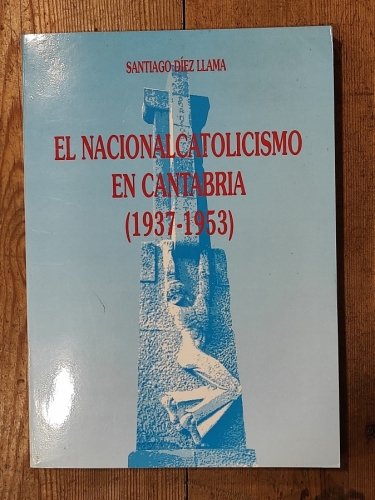 SANTIAGO DÍEZ LLAMA
EL NACIONALCATOLICISMO
EN CANTABRIA
(1937-1953)